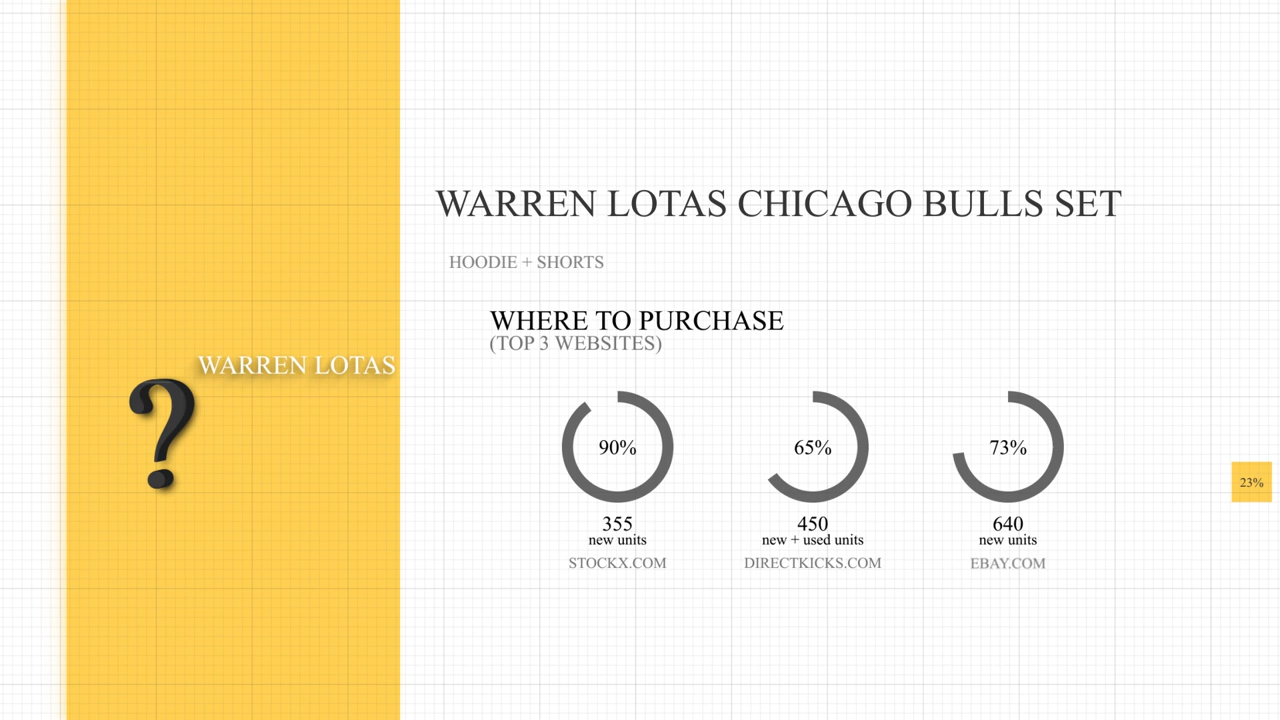 WARREN LOTAS CHICAGO BULLS SET
HOODIE + SHORTS
WHERE TO PURCHASE
(TOP 3 WEBSITES)
WARREN LOTAS
?
90%
65%
73%
23%
355
new units
STOCKX.COM
450
new + used units
DIRECTKICKS.COM
640
new units
EBAY.COM